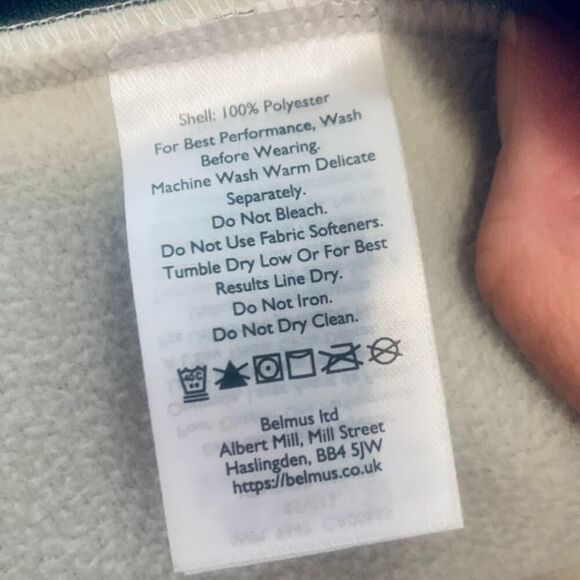 Shell: 100% Polyester
For Best Performance, Wash
Before Wearing.
Machine Wash Warm Delicate
Separately.
Do Not Bleach.
Do Not Use Fabric Softeners.
Tumble Dry Low Or For Best
Results Line Dry.
Do Not Iron.
Do Not Dry Clean.
40C
Belmus ltd
Albert Mill, Mill Street
Haslingden, BB4 5JW
https://belmus.co.uk